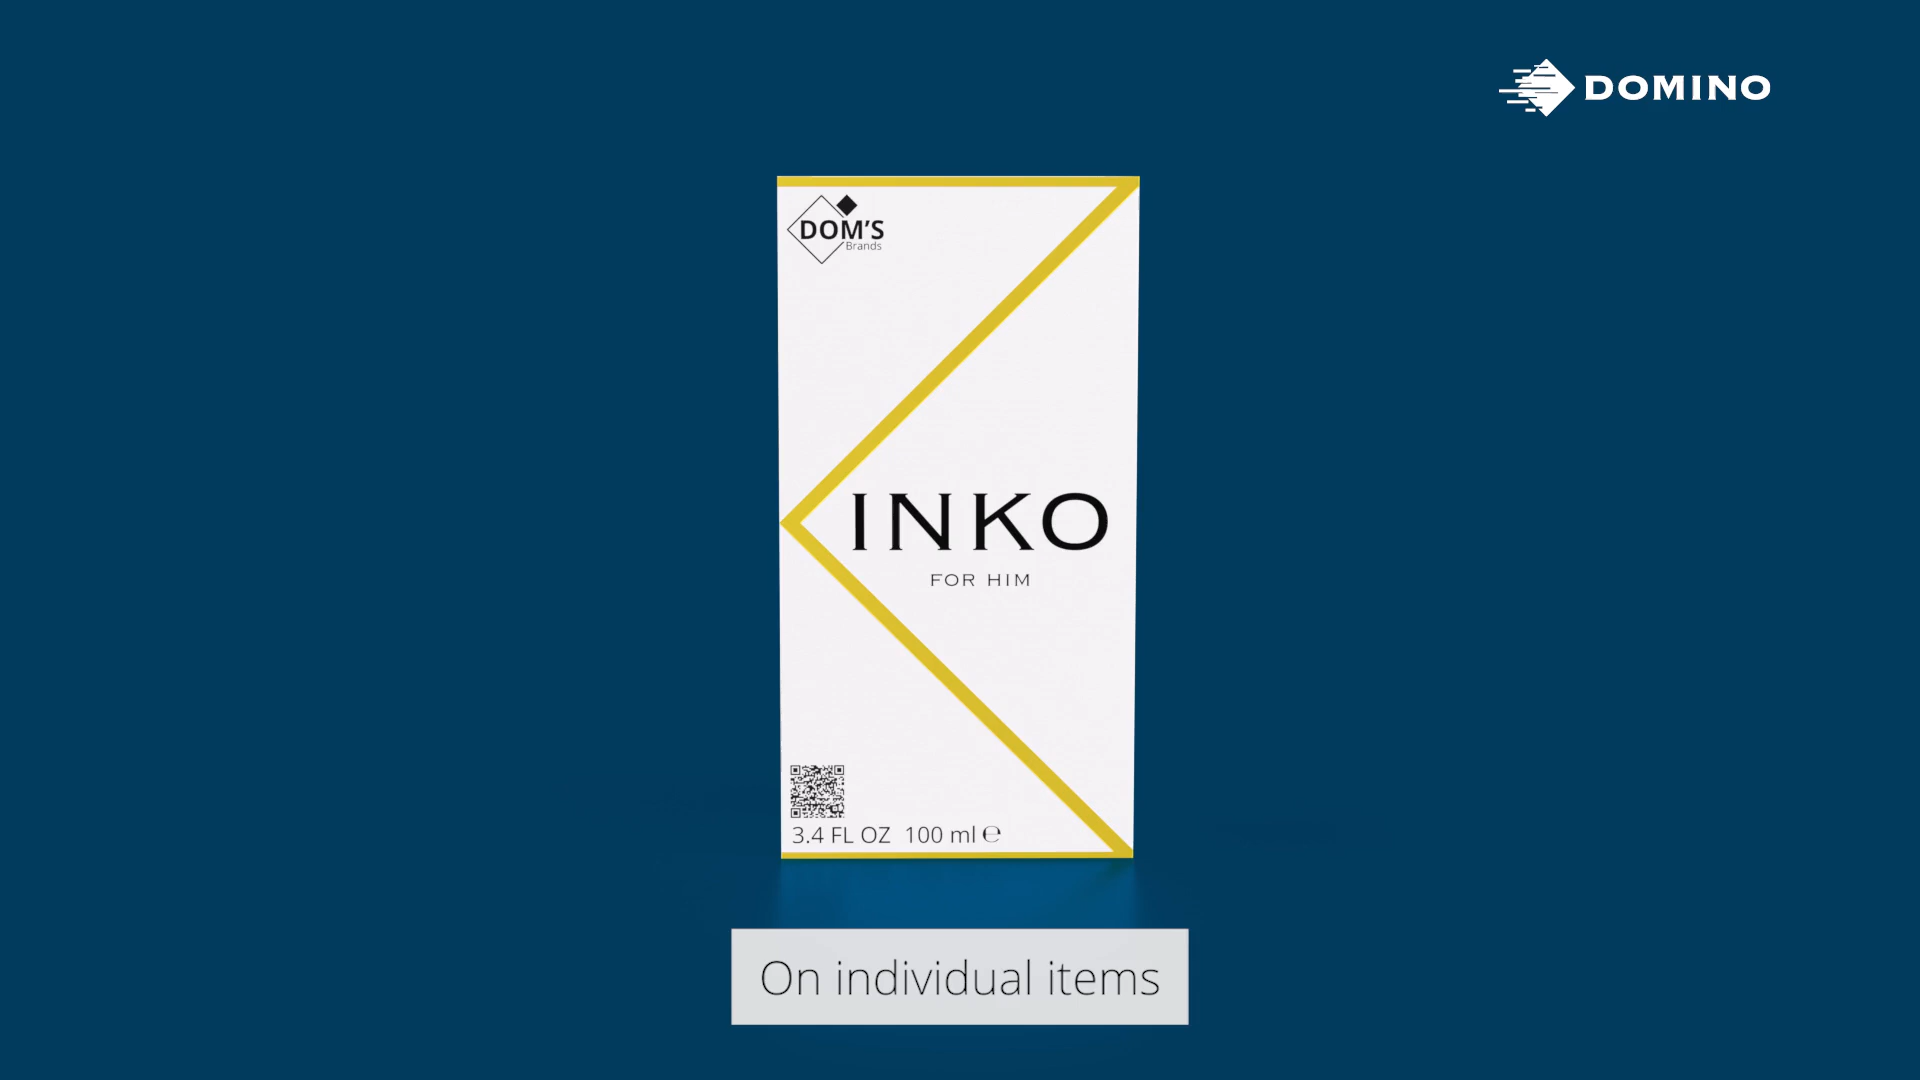 DOMINO
DOM'S
Brands
INKO
FOR HIM
3.4 FL OZ 100 ml ℮
On individual items